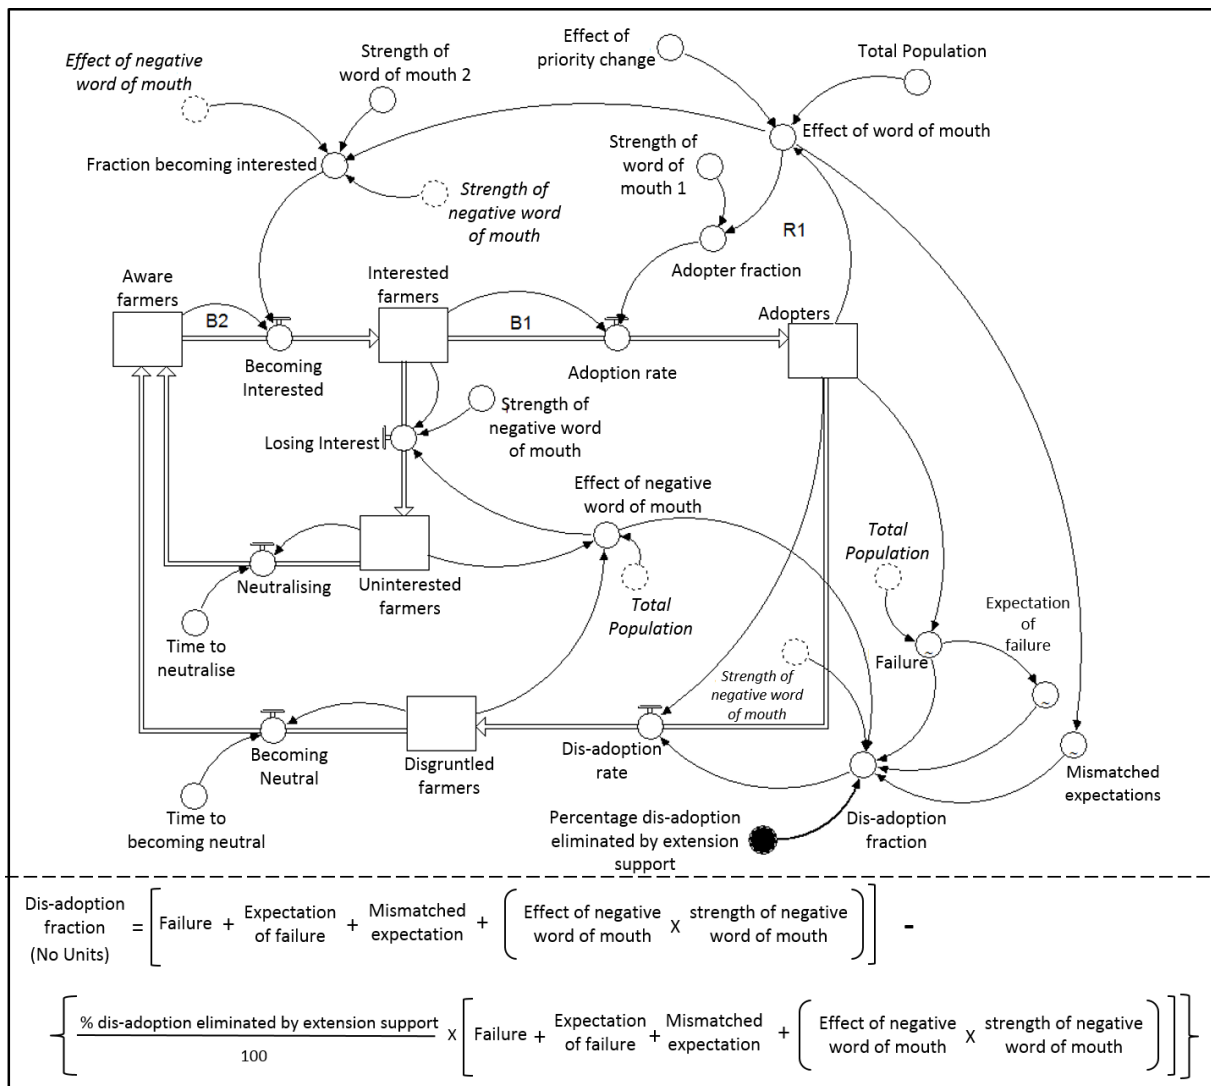 Effect of negative
word of mouth
Strength of
word of mouth 2
Effect of
priority change
Total Population
Fraction becoming interested
Strength of
word of
mouth 1
Effect of word of mouth
Strength of
negative word
of mouth
R1
Adopter fraction
Aware
farmers
Interested
farmers
Adopters
B2
B1
Becoming
Interested
Adoption rate
Losing Interest
Strength of
negative word
of mouth
Effect of negative
word of mouth
Neutralising
Uninterested
farmers
Total
Population
Total
Population
Expectation
of
failure
Time to
neutralise
Failure
Strength of
negative word
of mouth
Becoming
Neutral
Disgruntled
farmers
Dis-adoption
rate
Mismatched
expectations
Time to
becoming neutral
Percentage dis-adoption
eliminated by extension
support
Dis-adoption
fraction
Dis-adoption
fraction
(No Units)
= [ Failure + Expectation
of failure + Mismatched
expectation + ( Effect of negative
word of mouth X strength of negative
word of mouth ) ] -
{ % dis-adoption eliminated by extension support
100
X [ Failure + Expectation
of failure + Mismatched
expectation + ( Effect of negative
word of mouth X strength of negative
word of mouth ) ] }